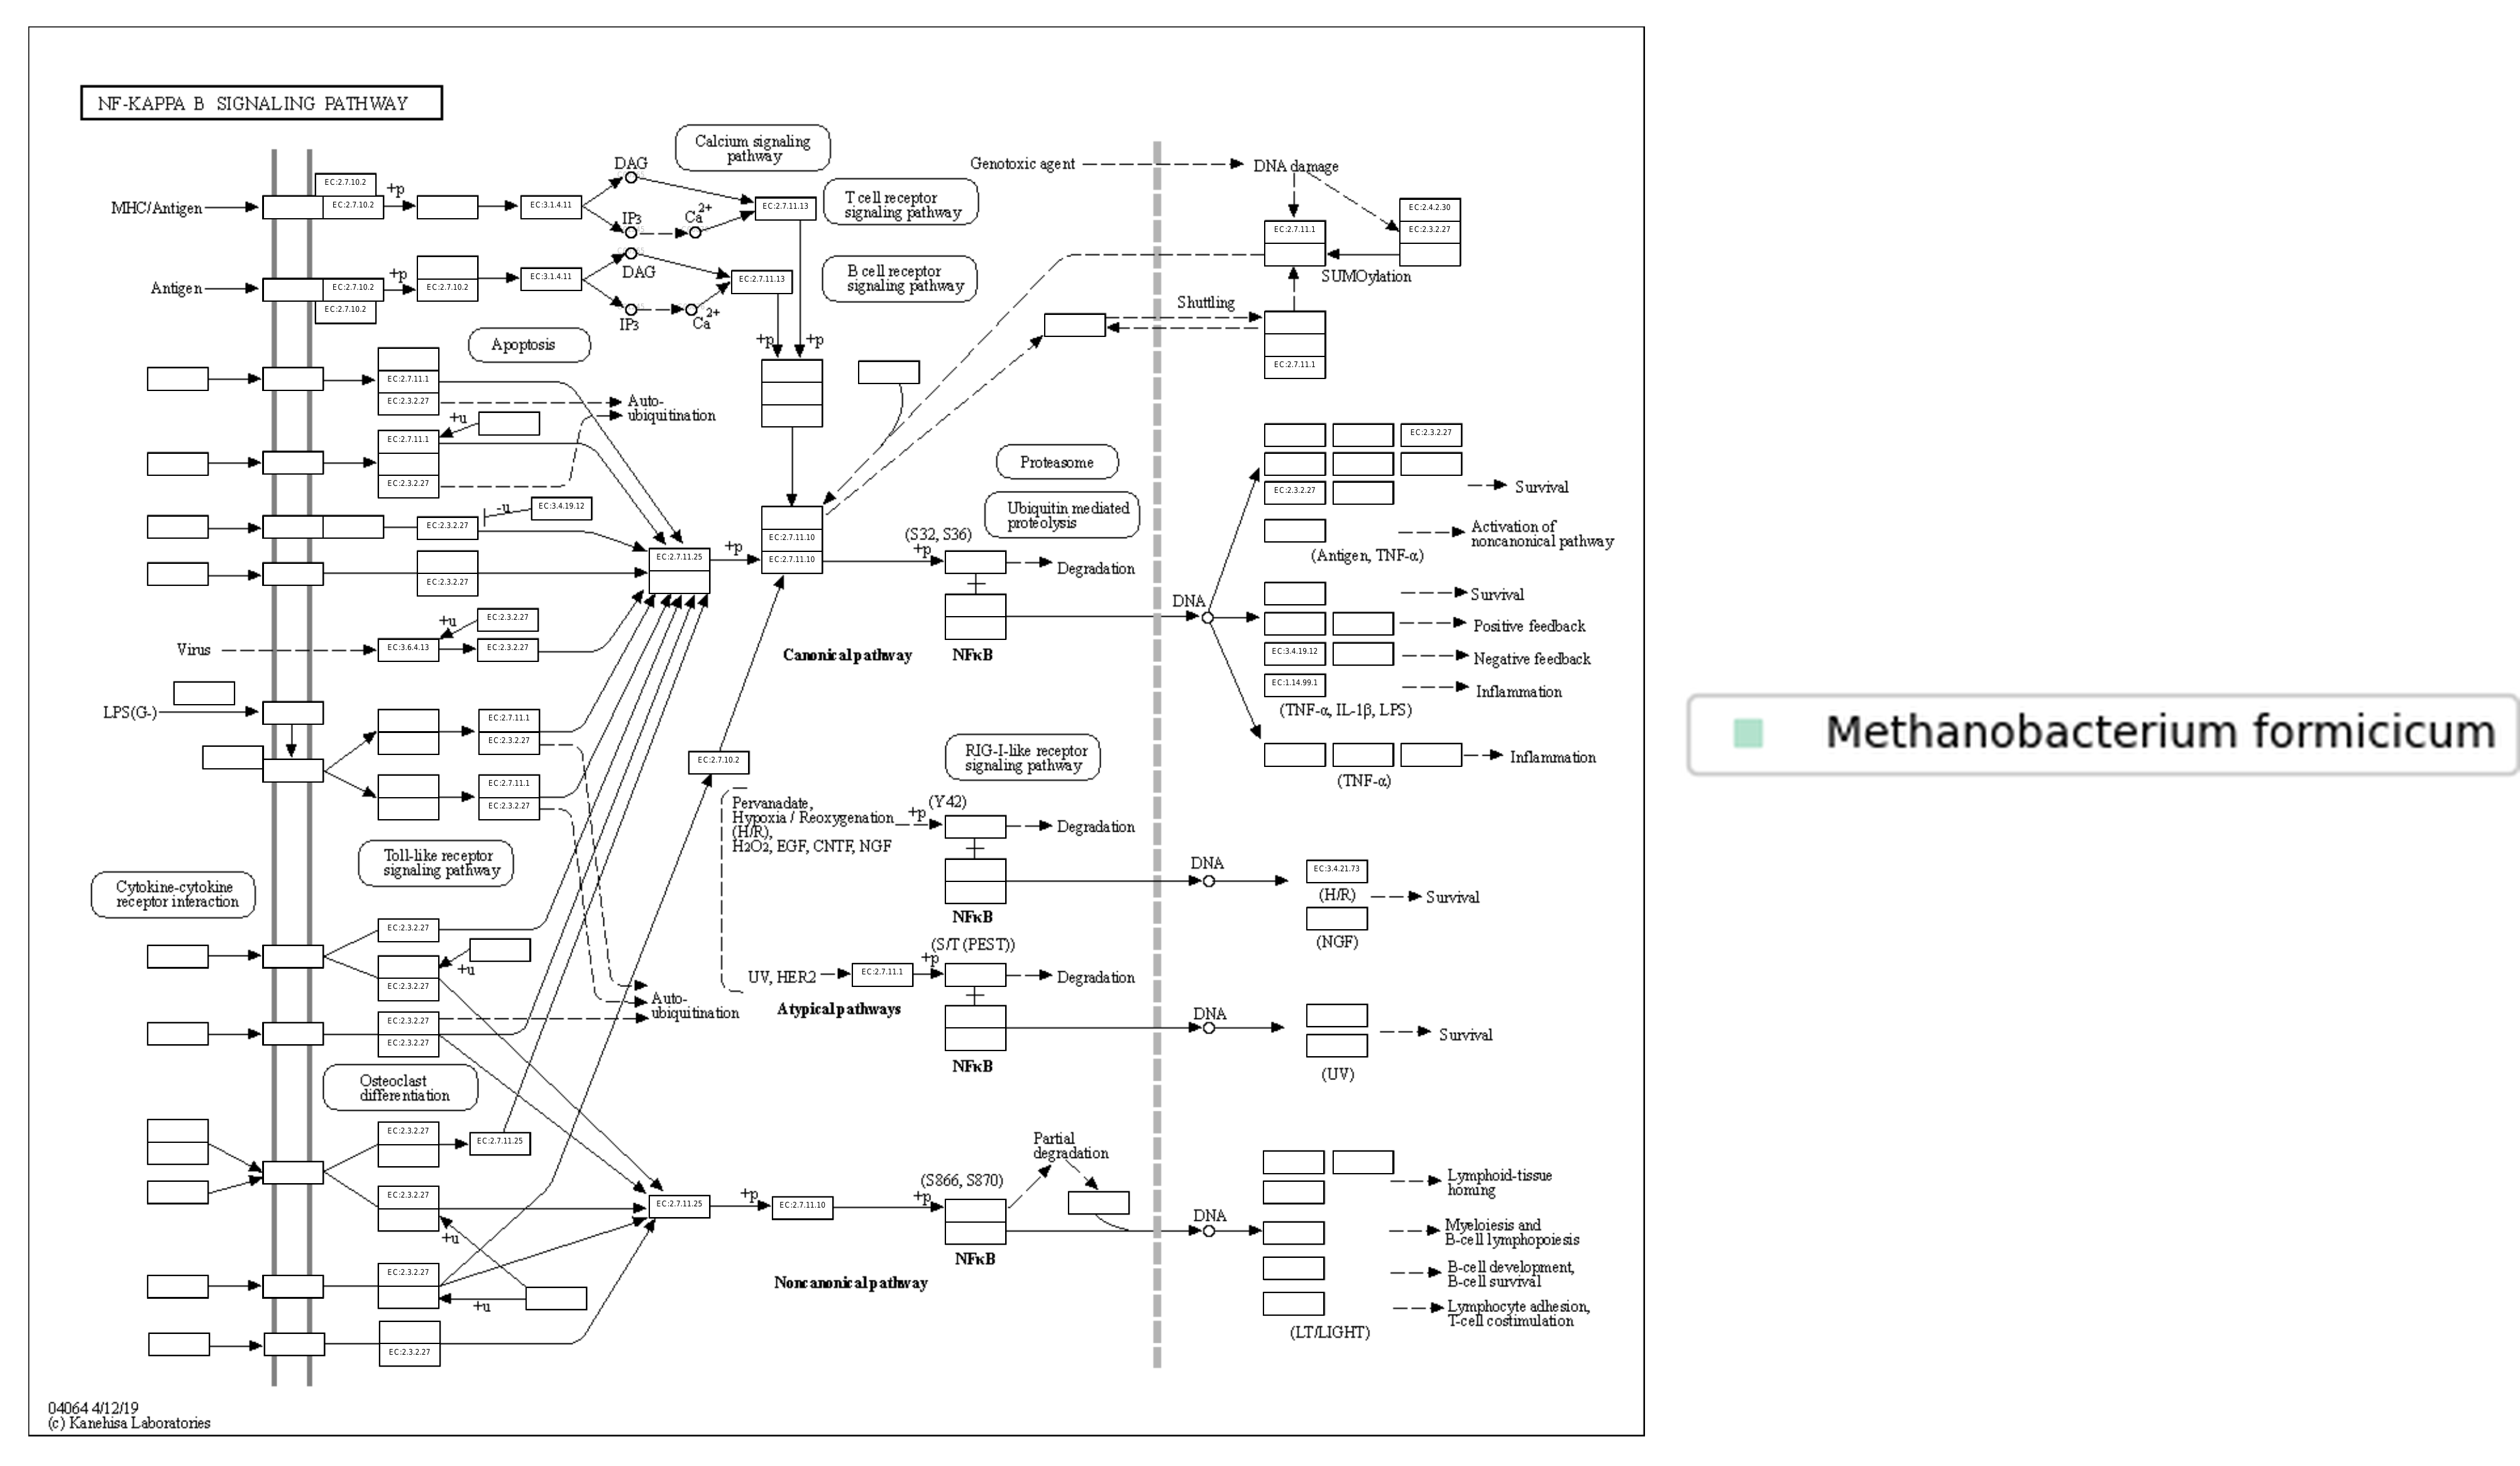 NF-KAPPA B SIGNALING PATHWAY
Calcium signaling
pathway
Genotoxic agent
DNA damage
DAG
EC:2.7.10.2
+p
MHC/Antigen
EC:2.7.10.2
EC:3.1.4.11
IP3
Ca2+
EC:2.7.11.13
T cell receptor
signaling pathway
EC:2.4.2.30
EC:2.7.11.1
EC:2.3.2.27
SUMOylation
DAG
Antigen
EC:2.7.10.2
EC:2.7.10.2
+p
EC:2.7.10.2
EC:3.1.4.11
IP3
Ca2+
EC:2.7.11.13
B cell receptor
signaling pathway
Shuttling
EC:2.7.11.1
Apoptosis
+p
+p
EC:2.7.11.1
EC:2.3.2.27
Auto-
ubiquitination
+u
EC:2.7.11.1
EC:2.3.2.27
EC:2.3.2.27
EC:2.3.2.27
Survival
Proteasome
Ubiquitin mediated
proteolysis
-u
EC:3.4.19.12
EC:2.3.2.27
EC:2.7.11.25
+p
EC:2.7.11.10
EC:2.7.11.10
(S32, S36)
+p
Degradation
Activation of
noncanonical pathway
(Antigen, TNF-α)
EC:2.3.2.27
Survival
DNA
Positive feedback
+u
EC:2.3.2.27
Virus
EC:3.6.4.13
EC:2.3.2.27
Canonical pathway
NFκB
EC:3.4.19.12
Negative feedback
EC:1.14.99.1
Inflammation
(TNF-α, IL-1β, LPS)
LPS(G-)
EC:2.7.11.1
EC:2.3.2.27
EC:2.7.11.1
EC:2.3.2.27
EC:2.7.10.2
RIG-I-like receptor
signaling pathway
Inflammation
(TNF-α)
Methanobacterium formicicum
Pervanadate,
Hypoxia / Reoxygenation
(H/R),
H2O2, EGF, CNTF, NGF
(Y42)
+p
Degradation
Toll-like receptor
signaling pathway
Cytokine-cytokine
receptor interaction
NFκB
DNA
EC:3.4.21.73
(H/R)
Survival
(NGF)
EC:2.3.2.27
+u
EC:2.3.2.27
(S/T (PEST))
UV, HER2
EC:2.7.11.1
+p
Degradation
Auto-
ubiquitination
Atypical pathways
EC:2.3.2.27
EC:2.3.2.27
NFκB
DNA
Survival
(UV)
Osteoclast
differentiation
EC:2.3.2.27
EC:2.7.11.25
EC:2.3.2.27
+u
EC:2.7.11.25
+p
EC:2.7.11.10
(S866, S870)
+p
Partial
degradation
NFκB
DNA
Lymphoid-tissue
homing
Myeloiesis and
B-cell lymphopoiesis
B-cell development,
B-cell survival
Lymphocyte adhesion,
T-cell costimulation
(LT/LIGHT)
Noncanonical pathway
EC:2.3.2.27
+u
EC:2.3.2.27
04064 4/12/19
(c) Kanehisa Laboratories